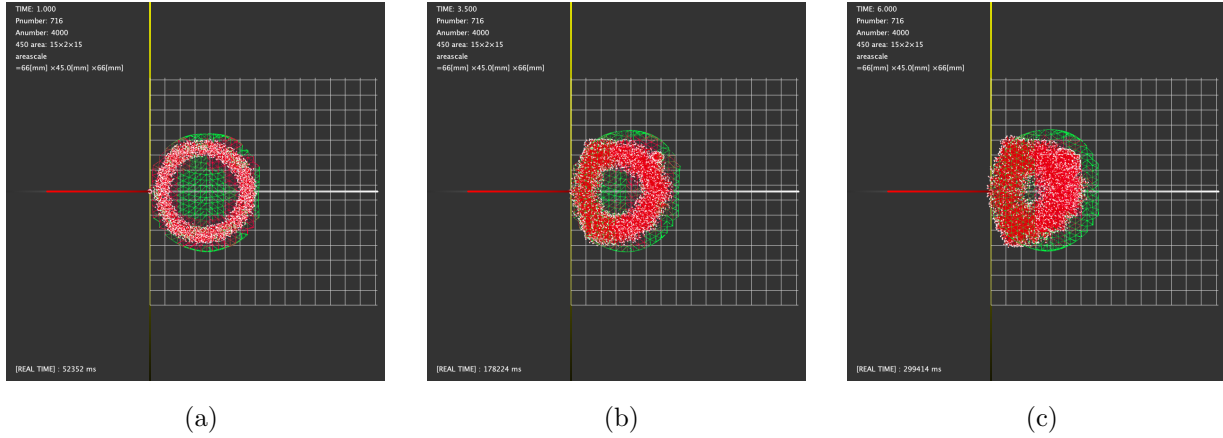 TIME: 1.000
Pnumber: 716
Anumber: 4000
450 area: 15×2×15
areascale
=66[mm] ×45.0[mm] ×66[mm]
[REAL TIME] : 52352 ms
(a)
TIME: 3.500
Pnumber: 716
Anumber: 4000
450 area: 15×2×15
areascale
=66[mm] ×45.0[mm] ×66[mm]
[REAL TIME] : 178224 ms
(b)
TIME: 6.000
Pnumber: 716
Anumber: 4000
450 area: 15×2×15
areascale
=66[mm] ×45.0[mm] ×66[mm]
[REAL TIME] : 299414 ms
(c)